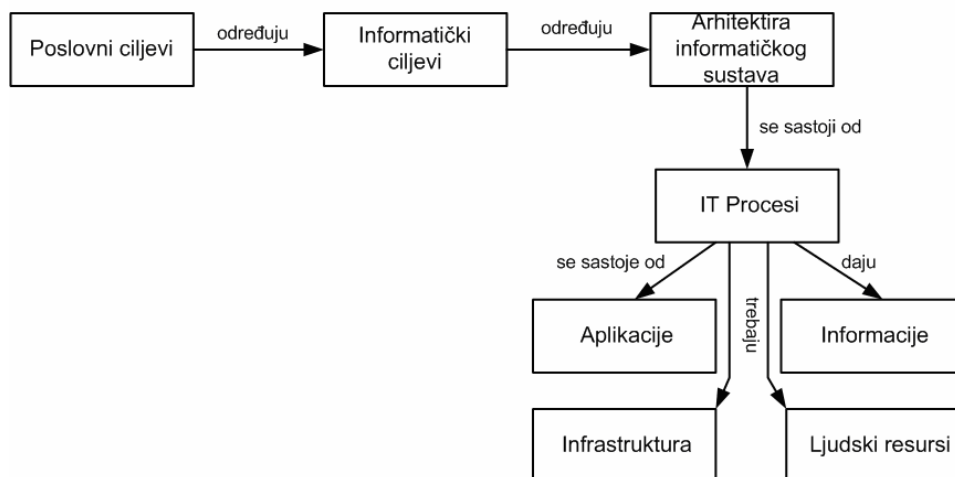 Poslovni ciljevi
određuju
Informatički
ciljevi
određuju
Arhitektira
informatičkog
sustava
se sastoji od
IT Procesi
se sastoje od
trebaju
daju
Aplikacije
Informacije
Infrastruktura
Ljudski resursi